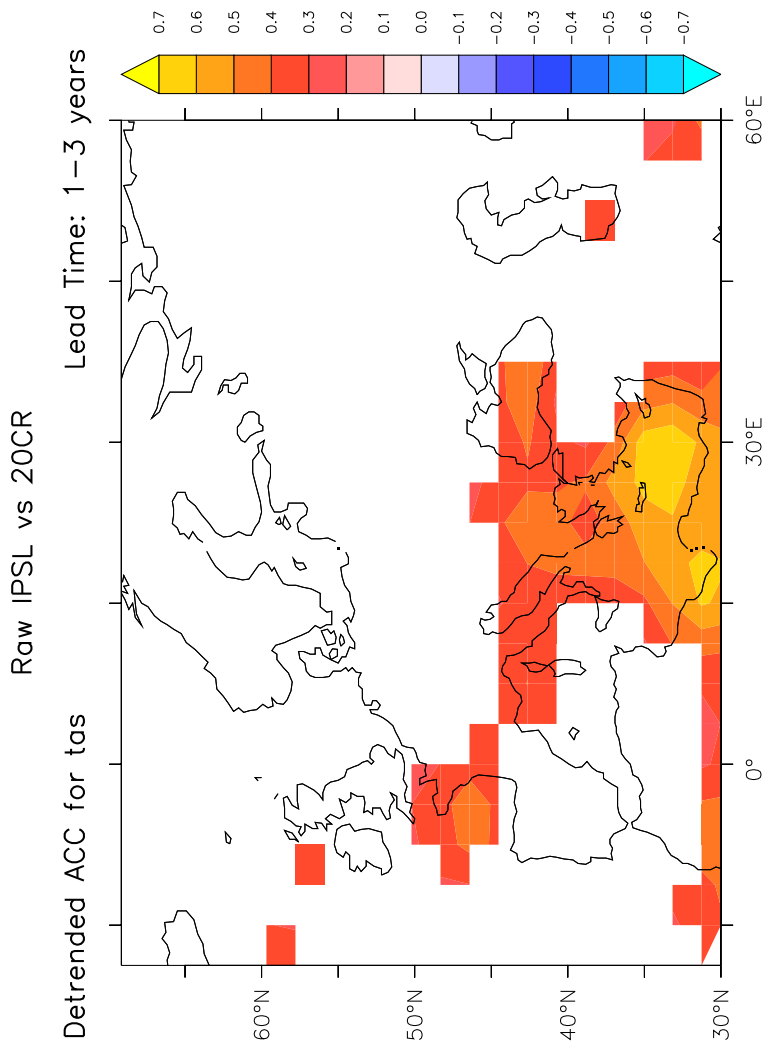 Raw IPSL vs 20CR
Detrended ACC for tas Lead Time: 1-3 years
60°N
50°N
40°N
30°N
0° 30°E 60°E
0.7
0.6
0.5
0.4
0.3
0.2
0.1
0.0
-0.1
-0.2
-0.3
-0.4
-0.5
-0.6
-0.7